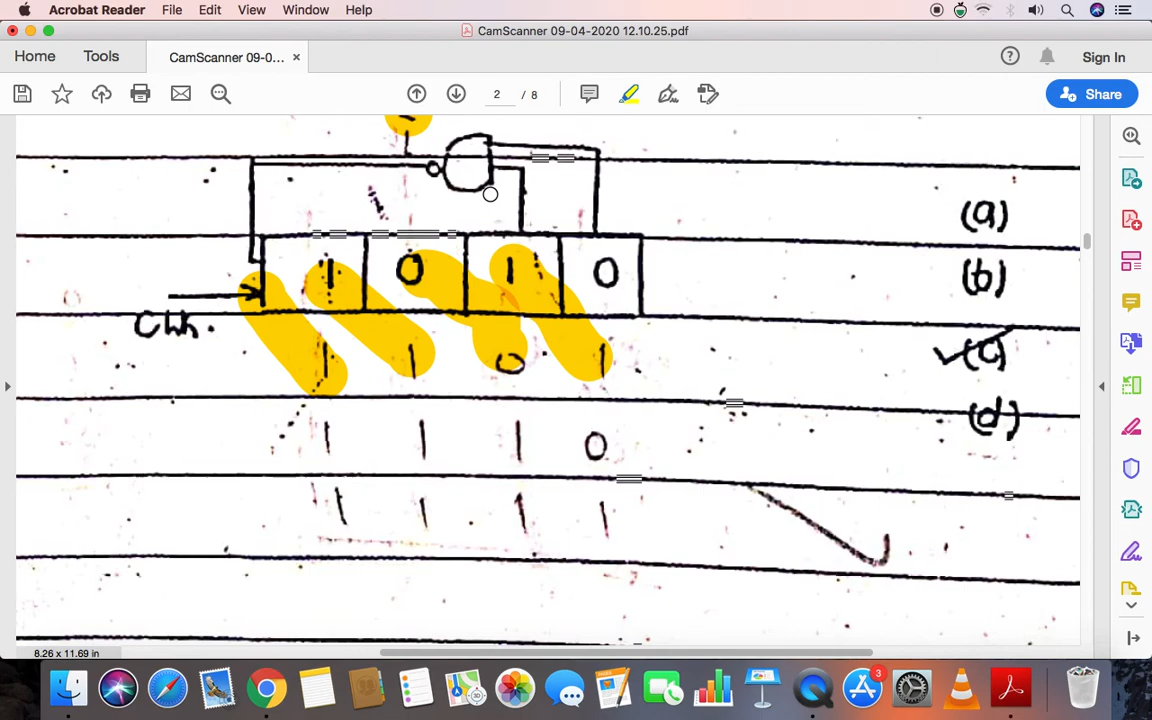 Acrobat Reader File Edit View Window Help
CamScanner 09-04-2020 12.10.25.pdf
Home Tools CamScanner 09-0... × Sign In
2 / 8 Share
(a)
1 0 1 0 (b)
Clk.
1 1 0 1 (c)
1 1 1 0 (d)
1 1 1 1
8.26 x 11.69 in
3